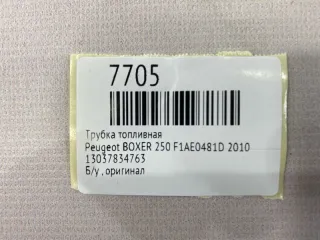 7705
Трубка топливная
Peugeot BOXER 250 F1AE0481D 2010
13037834763
Б/у , оригинал